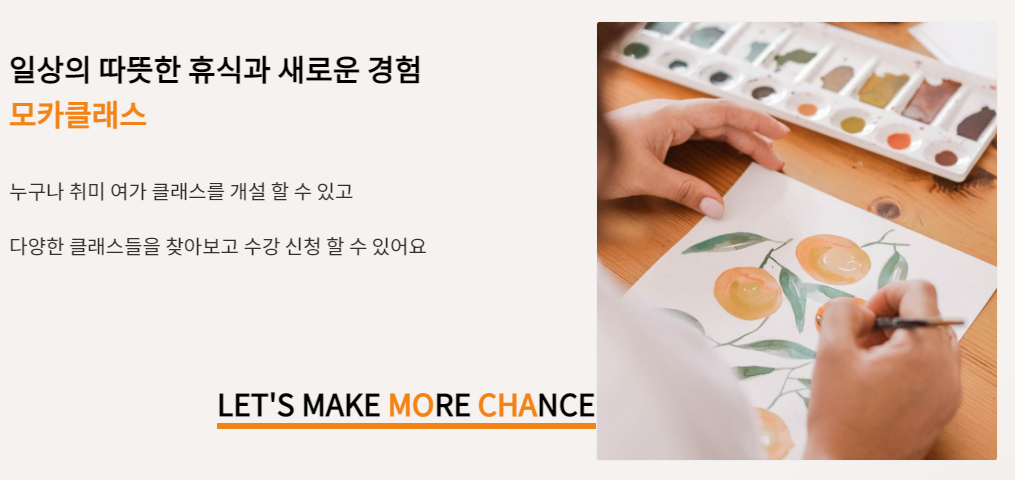 일상의 따뜻한 휴식과 새로운 경험
모카클래스
누구나 취미 여가 클래스를 개설 할 수 있고
다양한 클래스들을 찾아보고 수강 신청 할 수 있어요
LET'S MAKE MORE CHANCE